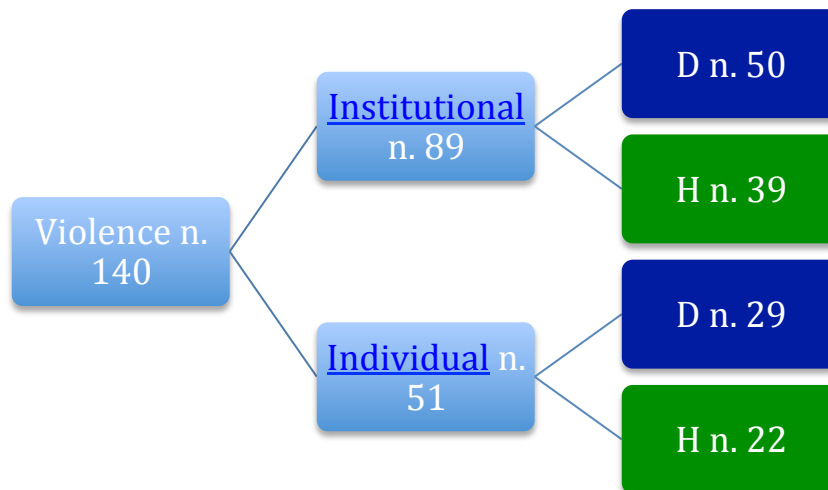 Violence n.
140
Institutional
n. 89
D n. 50
H n. 39
Individual n.
51
D n. 29
H n. 22